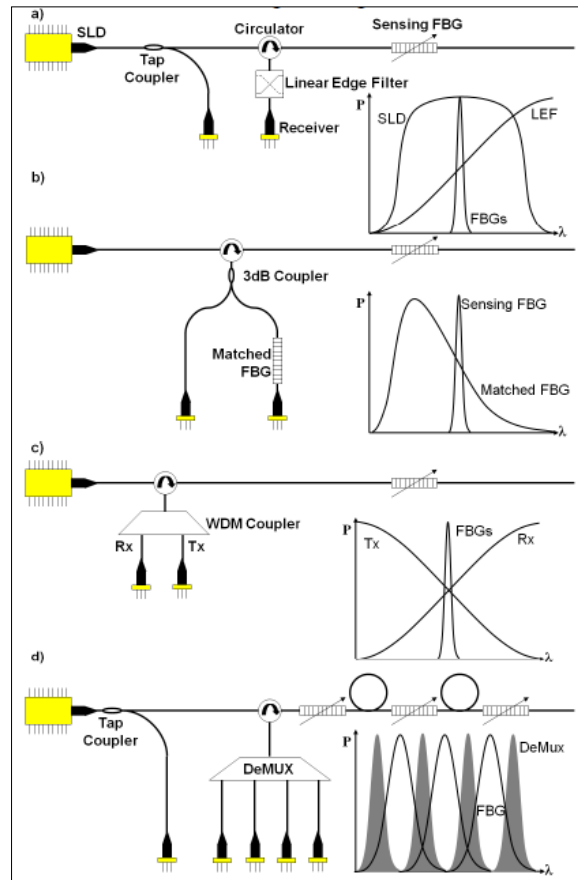 a)
SLD
Tap
Coupler
Circulator
Sensing FBG
Linear Edge Filter
Receiver
P
SLD
LEF
FBGs
λ
b)
3dB Coupler
Matched
FBG
P
Sensing FBG
Matched FBG
λ
c)
WDM Coupler
Rx
Tx
P
Tx
FBGs
Rx
λ
d)
Tap
Coupler
DeMUX
P
DeMux
FBG
λ